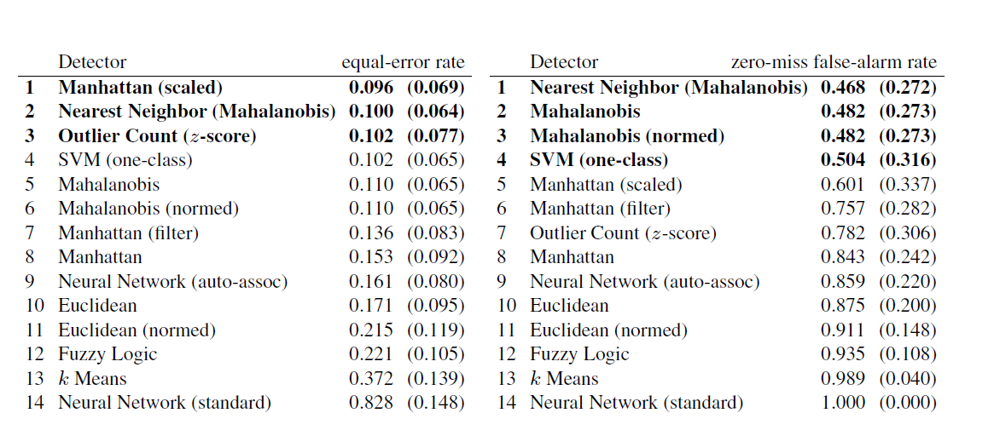 Detector equal-error rate
1 Manhattan (scaled) 0.096 (0.069)
2 Nearest Neighbor (Mahalanobis) 0.100 (0.064)
3 Outlier Count (z-score) 0.102 (0.077)
4 SVM (one-class) 0.102 (0.065)
5 Mahalanobis 0.110 (0.065)
6 Mahalanobis (normed) 0.110 (0.065)
7 Manhattan (filter) 0.136 (0.083)
8 Manhattan 0.153 (0.092)
9 Neural Network (auto-assoc) 0.161 (0.080)
10 Euclidean 0.171 (0.095)
11 Euclidean (normed) 0.215 (0.119)
12 Fuzzy Logic 0.221 (0.105)
13 k Means 0.372 (0.139)
14 Neural Network (standard) 0.828 (0.148)
Detector zero-miss false-alarm rate
1 Nearest Neighbor (Mahalanobis) 0.468 (0.272)
2 Mahalanobis 0.482 (0.273)
3 Mahalanobis (normed) 0.482 (0.273)
4 SVM (one-class) 0.504 (0.316)
5 Manhattan (scaled) 0.601 (0.337)
6 Manhattan (filter) 0.757 (0.282)
7 Outlier Count (z-score) 0.782 (0.306)
8 Manhattan 0.843 (0.242)
9 Neural Network (auto-assoc) 0.859 (0.220)
10 Euclidean 0.875 (0.200)
11 Euclidean (normed) 0.911 (0.148)
12 Fuzzy Logic 0.935 (0.108)
13 k Means 0.989 (0.040)
14 Neural Network (standard) 1.000 (0.000)